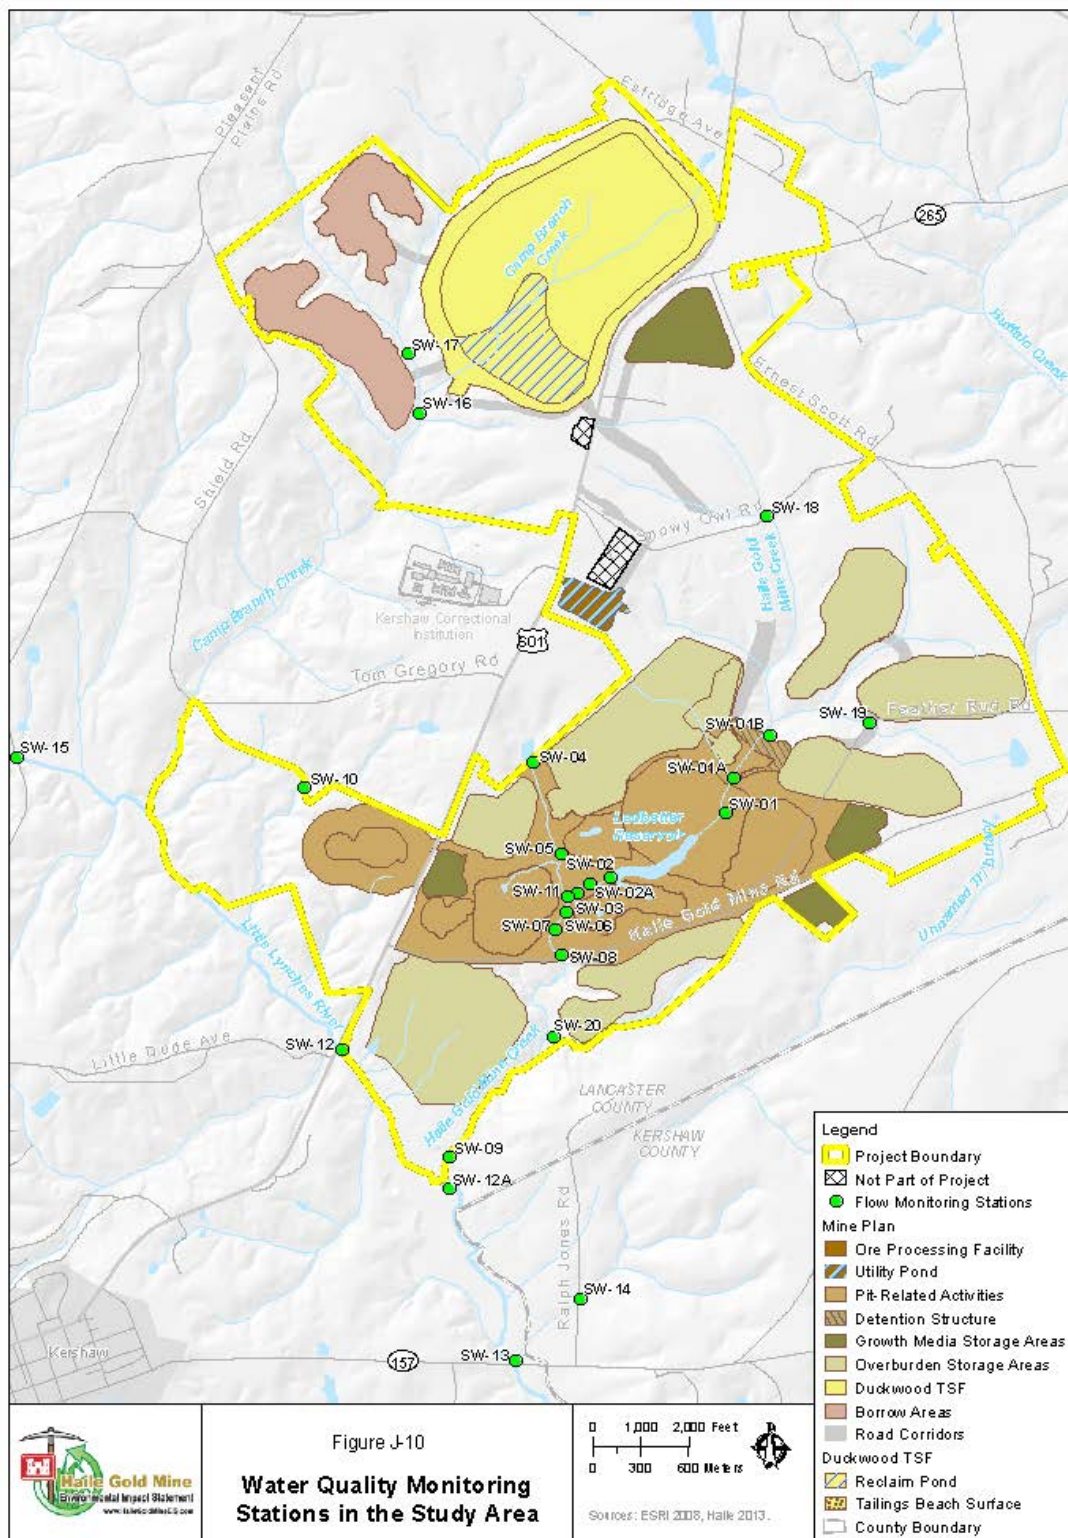 Pleasant
Plains Rd
Estridge Ave
265
Camp Branch
Creek
Buffalo Creek
SW-17
Ernest Scott Rd
SW-16
Shield Rd
Snowy Owl Rd
SW-18
Haile Gold
Mine Creek
Camp Branch Creek
Kershaw Correctional
Institution
601
Tom Gregory Rd
SW-19
SW-01B
SW-15
SW-04
SW-01A
SW-10
SW-01
Ledbetter
Reservoir
SW-05
SW-02
SW-11
SW-02A
SW-03
Haile Gold Mine Rd
SW-07
SW-06
Unnamed Tributary
SW-08
Little Lynches River
SW-20
Little Dude Ave
SW-12
Haile Gold Mine Creek
LANCASTER
COUNTY
KERSHAW
COUNTY
SW-09
SW-12A
Ralph Jones Rd
SW-14
Kershaw
157
SW-13
Legend
Project Boundary
Not Part of Project
Flow Monitoring Stations
Mine Plan
Ore Processing Facility
Utility Pond
Pit-Related Activities
Detention Structure
Growth Media Storage Areas
Overburden Storage Areas
Duckwood TSF
Borrow Areas
Road Corridors
Duckwood TSF
Reclaim Pond
Tailings Beach Surface
County Boundary
Haile Gold Mine
Environmental Impact Statement
www.HaileGoldMineEIS.com
Figure J-10
Water Quality Monitoring
Stations in the Study Area
0 1,000 2,000 Feet
0 300 600 Meters
Sources: ESRI 2008, Haile 2013.